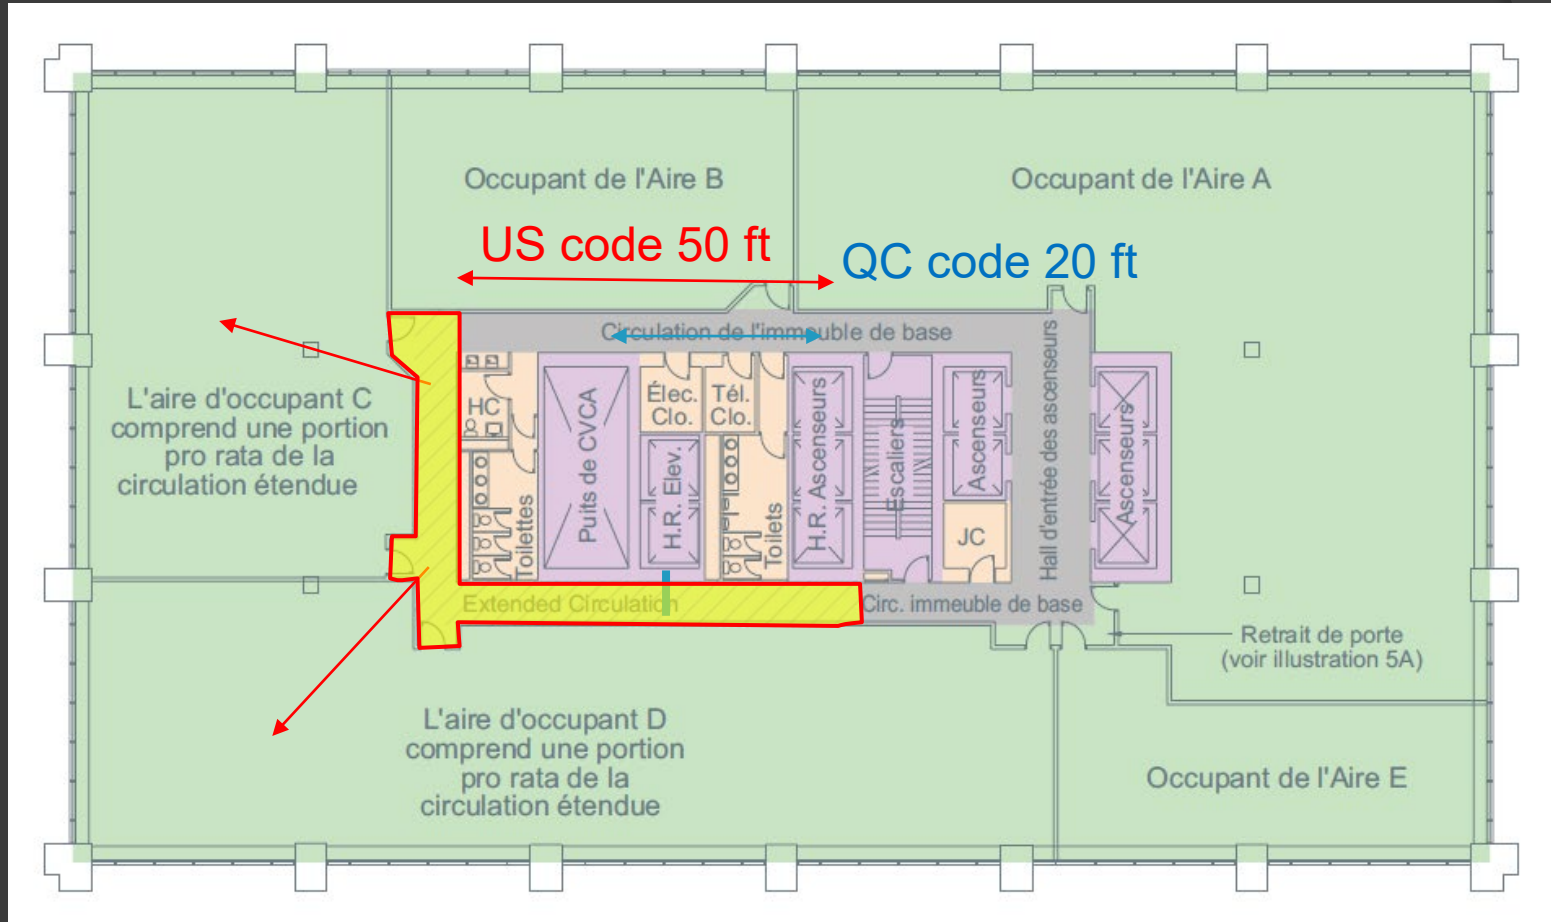 Occupant de l'Aire B
Occupant de l'Aire A
US code 50 ft
QC code 20 ft
Circulation de l'immeuble de base
L'aire d'occupant C
comprend une portion
pro rata de la
circulation étendue
HC
Toilettes
Puits de CVCA
Élec.
Clo.
Tél.
Clo.
H.R. Elev.
Toilets
H.R. Ascenseurs
Escaliers
Ascenseurs
JC
Hall d'entrée des ascenseurs
Ascenseurs
Extended Circulation
Circ. immeuble de base
Retrait de porte
(voir illustration 5A)
L'aire d'occupant D
comprend une portion
pro rata de la
circulation étendue
Occupant de l'Aire E